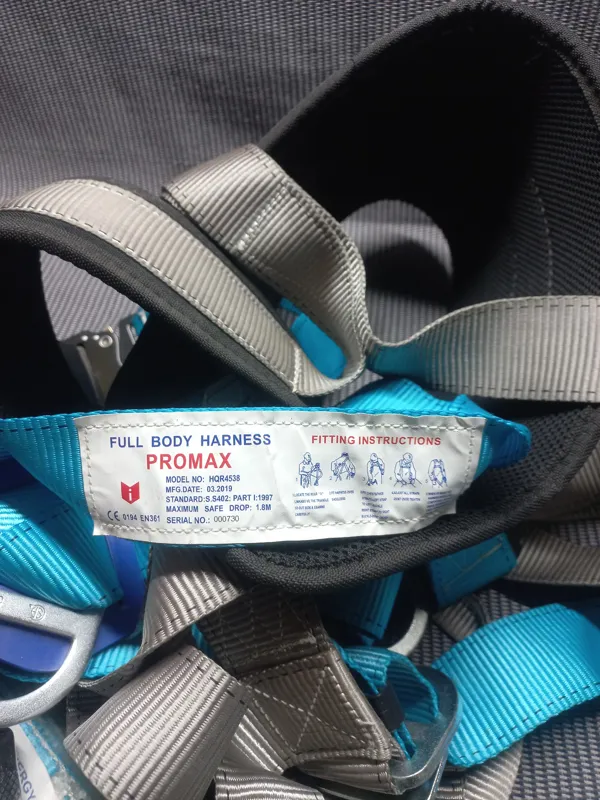 FULL BODY HARNESS
PROMAX
MODEL NO: HQR4538
MFG.DATE: 03.2019
STANDARD:S.S402: PART I:1997
MAXIMUM SAFE DROP: 1.8M
CE 0194 EN361 SERIAL NO.: 000730
FITTING INSTRUCTIONS